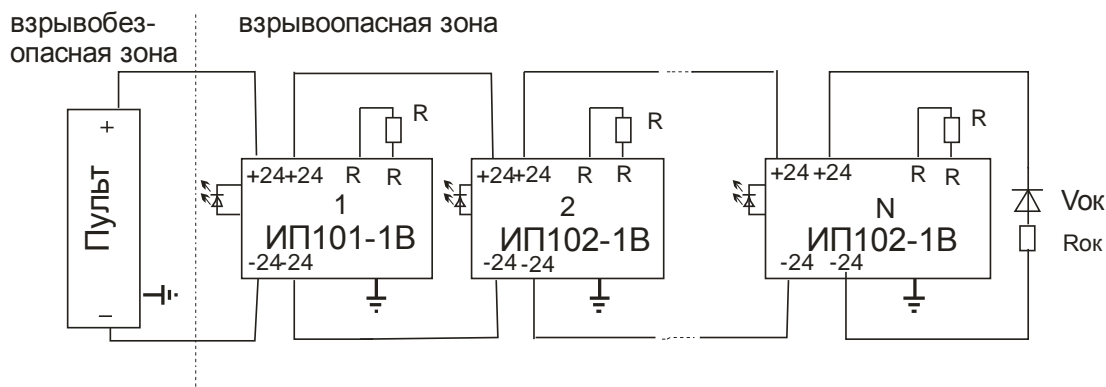 взрывобез-
опасная зона
взрывоопасная зона
+
Пульт
–
R
+24+24 R R
1
ИП101-1В
-24-24
R
+24+24 R R
2
ИП102-1В
-24 -24
R
+24 +24 R R
N
ИП102-1В
-24 -24
Vок
Rок